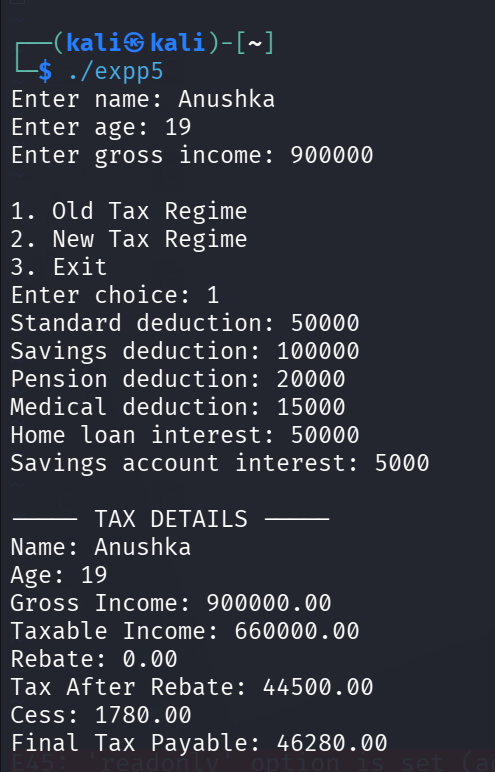 ┌──(kali㉿kali)-[~]
└─$ ./expp5
Enter name: Anushka
Enter age: 19
Enter gross income: 900000

1. Old Tax Regime
2. New Tax Regime
3. Exit
Enter choice: 1
Standard deduction: 50000
Savings deduction: 100000
Pension deduction: 20000
Medical deduction: 15000
Home loan interest: 50000
Savings account interest: 5000

----- TAX DETAILS -----
Name: Anushka
Age: 19
Gross Income: 900000.00
Taxable Income: 660000.00
Rebate: 0.00
Tax After Rebate: 44500.00
Cess: 1780.00
Final Tax Payable: 46280.00
E45: 'readonly' option is set (a